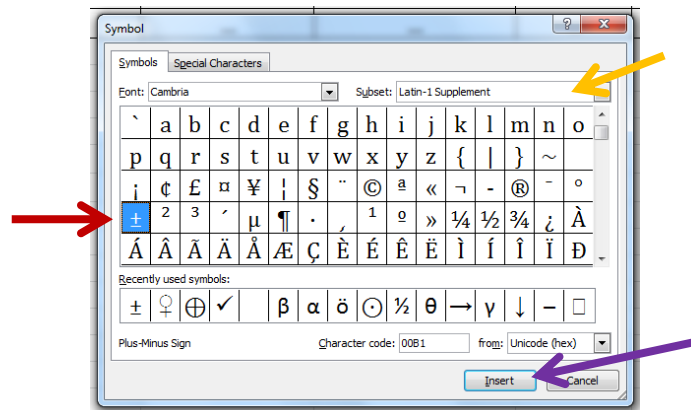 Symbol
Symbols Special Characters
Font: Cambria Subset: Latin-1 Supplement
` a b c d e f g h i j k l m n o
p q r s t u v w x y z { | } ~
¡ ¢ £ ¤ ¥ ¦ § ¨ © ª « ¬ - ® ¯ °
± ² ³ ´ µ ¶ · ¸ ¹ º » ¼ ½ ¾ ¿ À
Á Â Ã Ä Å Æ Ç È É Ê Ë Ì Í Î Ï Ð
Recently used symbols:
± ♀ ⊕ ✓ β α ö ⊙ ½ θ → γ ↓ – □
Plus-Minus Sign Character code: 00B1 from: Unicode (hex)
Insert Cancel